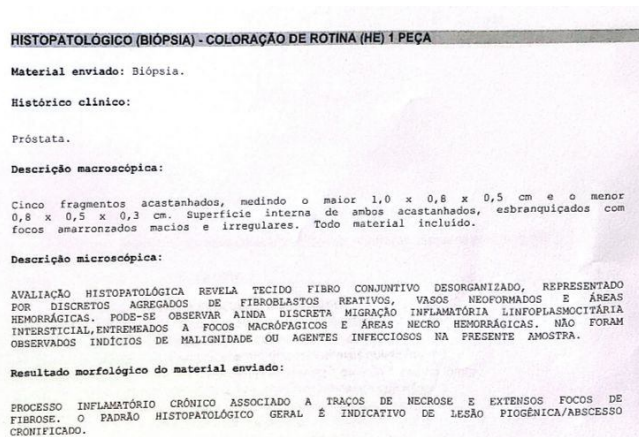 HISTOPATOLÓGICO (BIÓPSIA) - COLORAÇÃO DE ROTINA (HE) 1 PEÇA
Material enviado: Biópsia.
Histórico clínico:
Próstata.
Descrição macroscópica:
Cinco fragmentos acastanhados, medindo o maior 1,0 x 0,8 x 0,5 cm e o menor
0,8 x 0,5 x 0,3 cm. Superficie interna de ambos acastanhados, esbranquiçados com
focos amarronzados macios e irregulares. Todo material incluido.
Descrição microscópica:
AVALIAÇÃO HISTOPATOLÓGICA REVELA TECIDO FIBRO CONJUNTIVO DESORGANIZADO, REPRESENTADO
POR DISCRETOS AGREGADOS DE FIBROBLASTOS REATIVOS, VASOS NEOFORMADOS E ÁREAS
HEMORRÁGICAS. PODE-SE OBSERVAR AINDA DISCRETA MIGRAÇÃO INFLAMATÓRIA LINFOPLASMOCITÁRIA
INTERSTICIAL,ENTREMEADOS A FOCOS MACRÓFAGICOS E ÁREAS NECRO HEMORRÁGICAS. NÃO FORAM
OBSERVADOS INDÍCIOS DE MALIGNIDADE OU AGENTES INFECCIOSOS NA PRESENTE AMOSTRA.
Resultado morfológico do material enviado:
PROCESSO INFLAMATÓRIO CRÔNICO ASSOCIADO A TRAÇOS DE NECROSE E EXTENSOS FOCOS DE
FIBROSE. O PADRÃO HISTOPATOLÓGICO GERAL É INDICATIVO DE LESÃO PIOGÊNICA/ABSCESSO
CRONIFICADO.